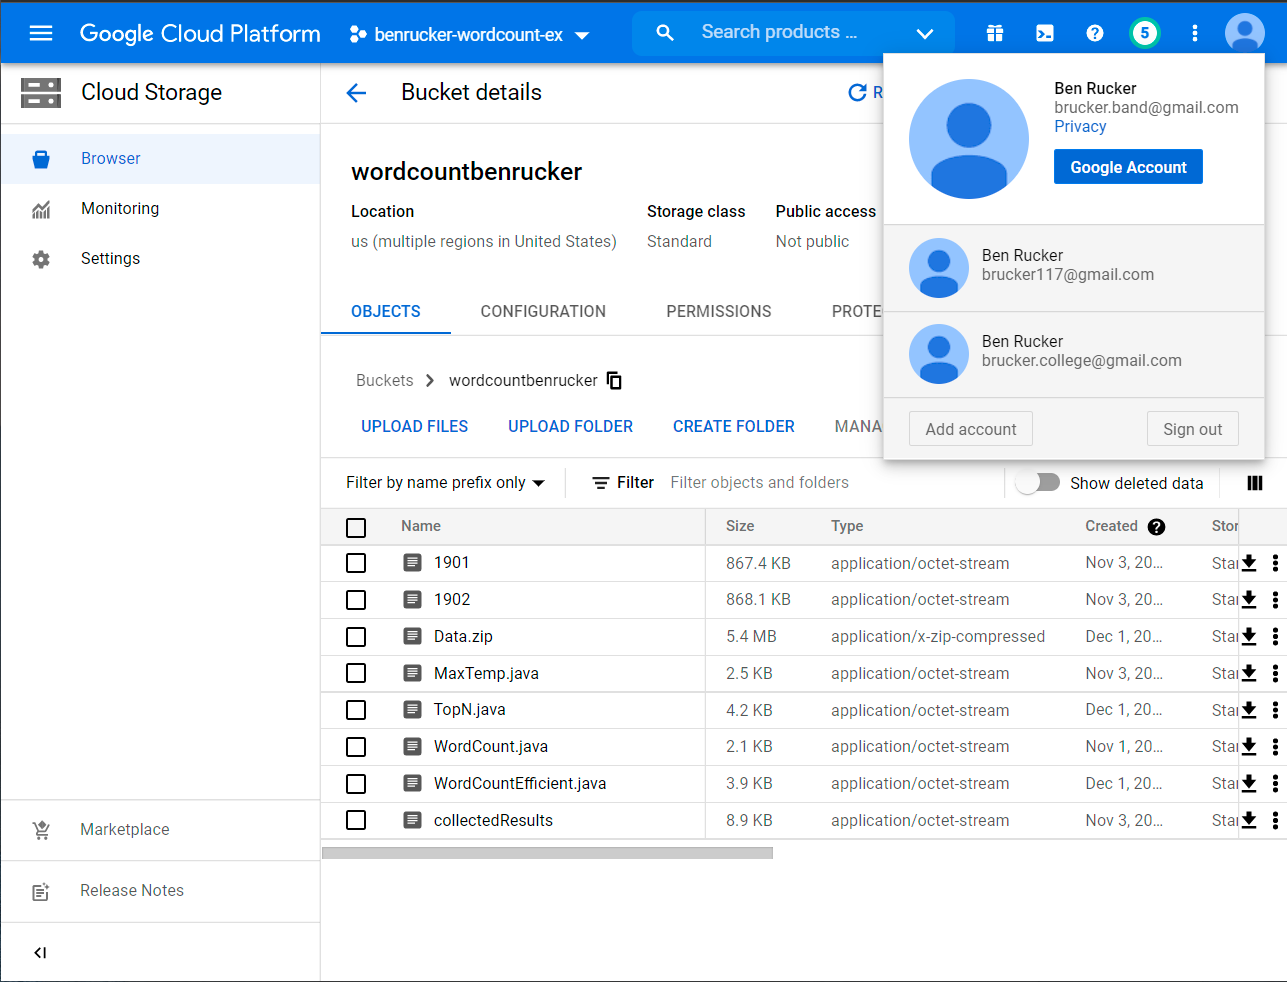 Google Cloud Platform benrucker-wordcount-ex Search products ... 5
Cloud Storage
Bucket details
R
Ben Rucker
brucker.band@gmail.com
Privacy
Google Account
Ben Rucker
brucker117@gmail.com
Ben Rucker
brucker.college@gmail.com
Add account Sign out
Browser
Monitoring
Settings
Marketplace
Release Notes
wordcountbenrucker
Location Storage class Public access
us (multiple regions in United States) Standard Not public
OBJECTS CONFIGURATION PERMISSIONS PROTE
Buckets wordcountbenrucker
UPLOAD FILES UPLOAD FOLDER CREATE FOLDER MANA
Filter by name prefix only Filter Filter objects and folders Show deleted data
Name Size Type Created Stor
1901 867.4 KB application/octet-stream Nov 3, 20... Star
1902 868.1 KB application/octet-stream Nov 3, 20... Star
Data.zip 5.4 MB application/x-zip-compressed Dec 1, 20... Star
MaxTemp.java 2.5 KB application/octet-stream Nov 3, 20... Star
TopN.java 4.2 KB application/octet-stream Dec 1, 20... Star
WordCount.java 2.1 KB application/octet-stream Nov 1, 20... Star
WordCountEfficient.java 3.9 KB application/octet-stream Dec 1, 20... Star
collectedResults 8.9 KB application/octet-stream Nov 3, 20... Star